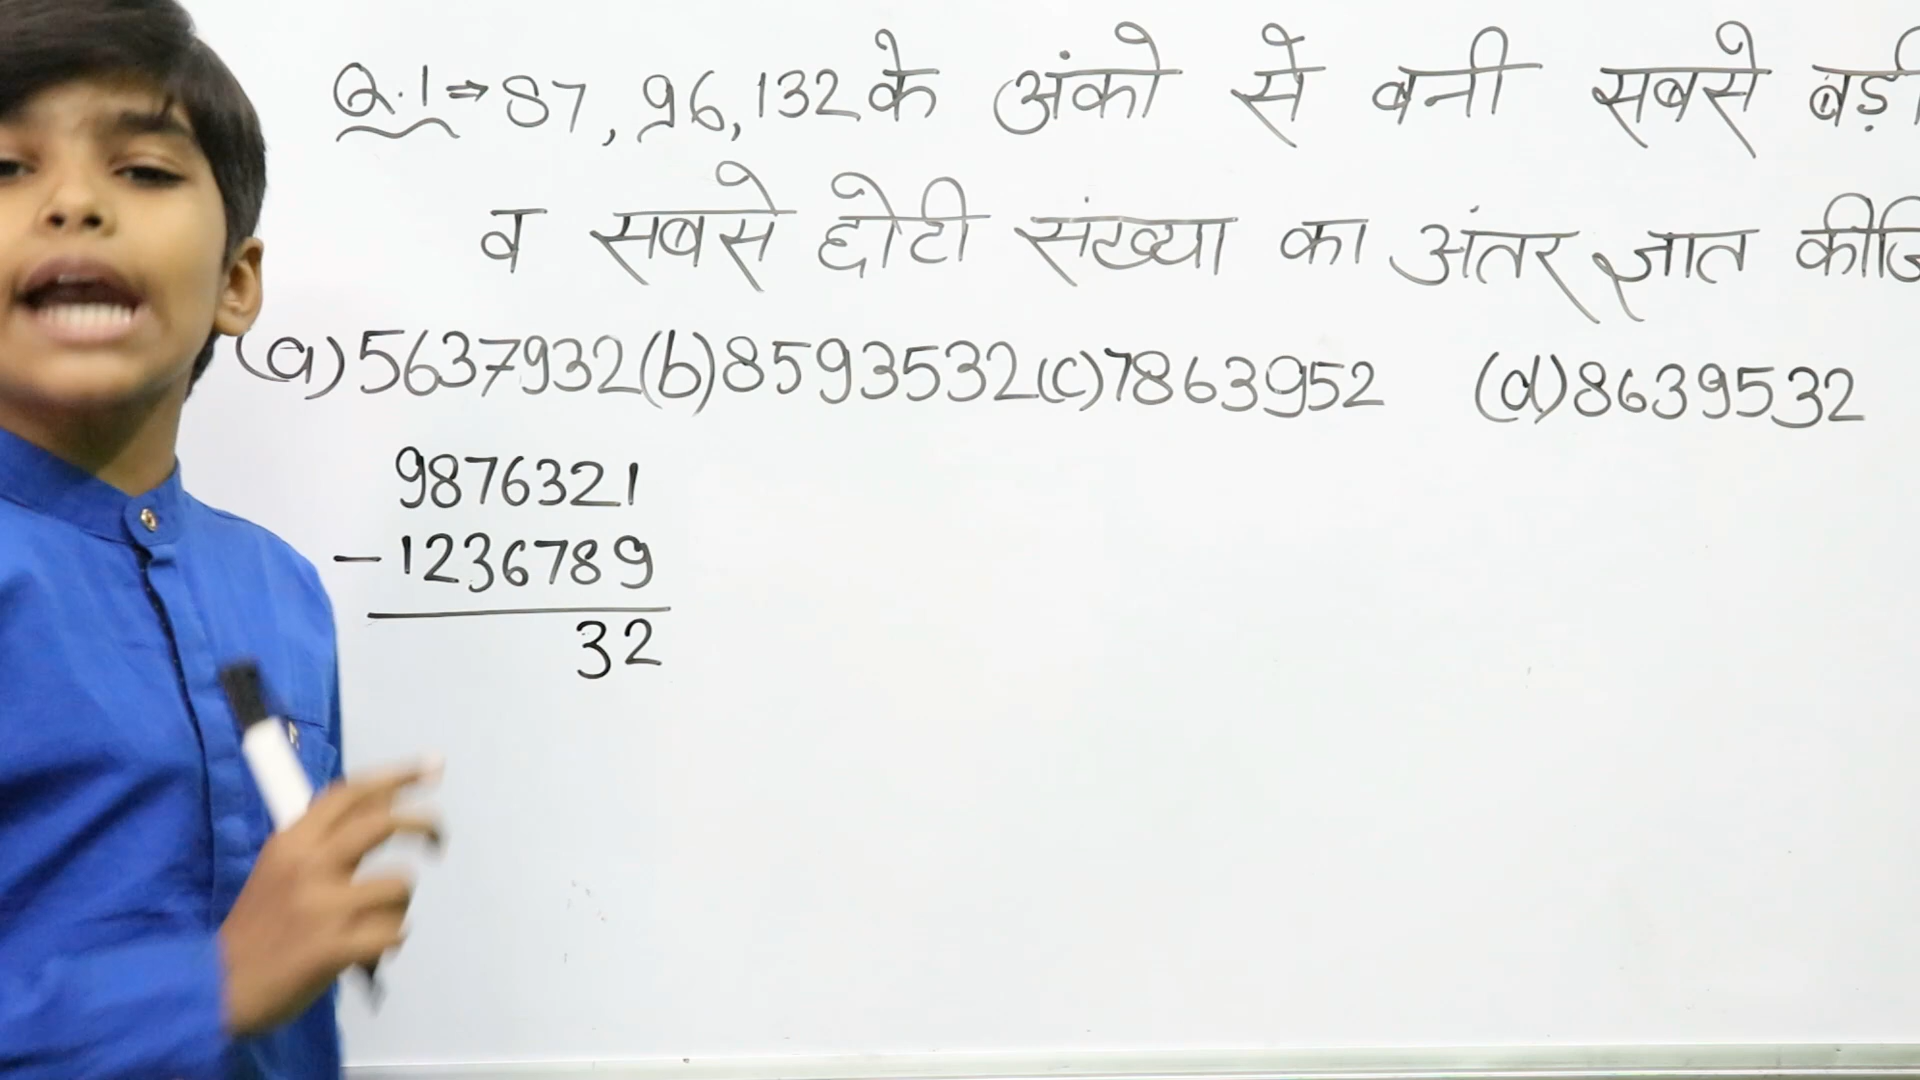 Q.1⇒87, 96, 132 के अंको से बनी सबसे बड़ी
व सबसे छोटी संख्या का अंतर ज्ञात
(a) 5637932 (b) 8593532 (c) 7863952 (d) 8639532
9876321
- 1236789
32